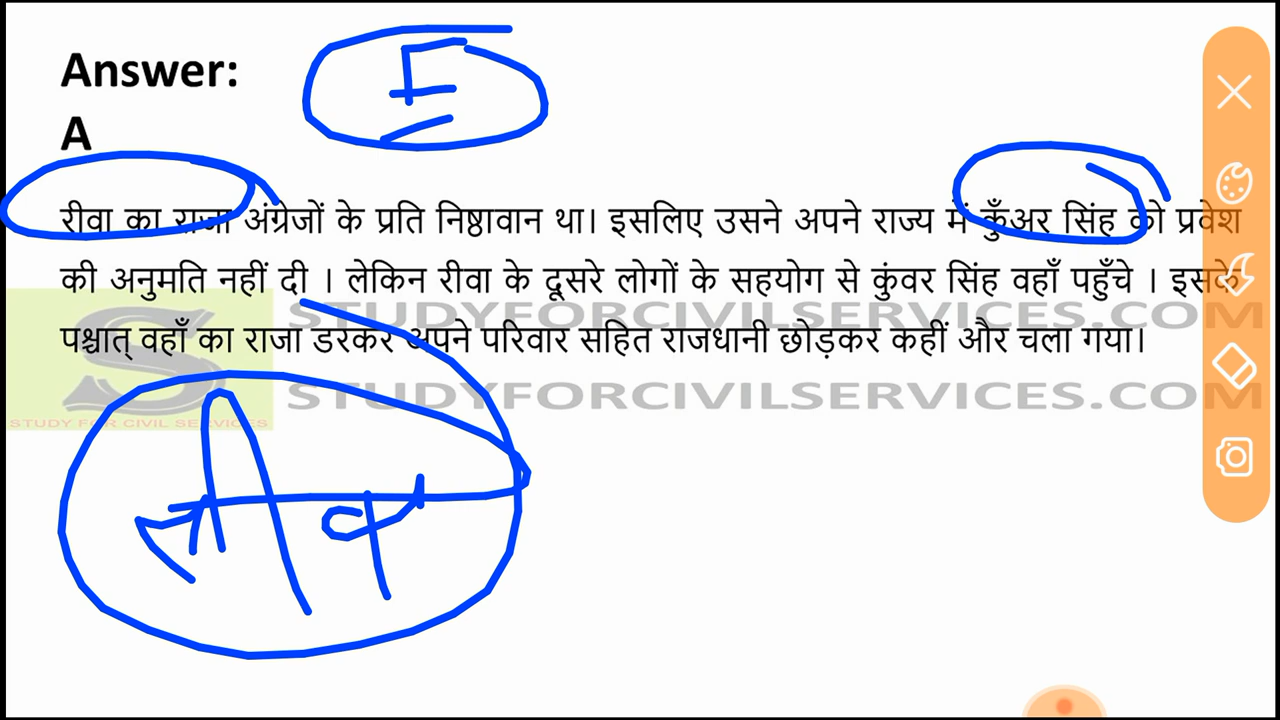 Answer:
E
A
रीवा का राजा अंग्रेजों के प्रति निष्ठावान था। इसलिए उसने अपने राज्य में कुँअर सिंह को प्रवेश
की अनुमति नहीं दी । लेकिन रीवा के दूसरे लोगों के सहयोग से कुंवर सिंह वहाँ पहुँचे । इसके
STUDYFORCIVILSERVICES.COM
पश्चात् वहाँ का राजा डरकर अपने परिवार सहित राजधानी छोड़कर कहीं और चला गया।
STUDYFORCIVILSERVICES.COM
STUDY FOR CIVIL SERVICES